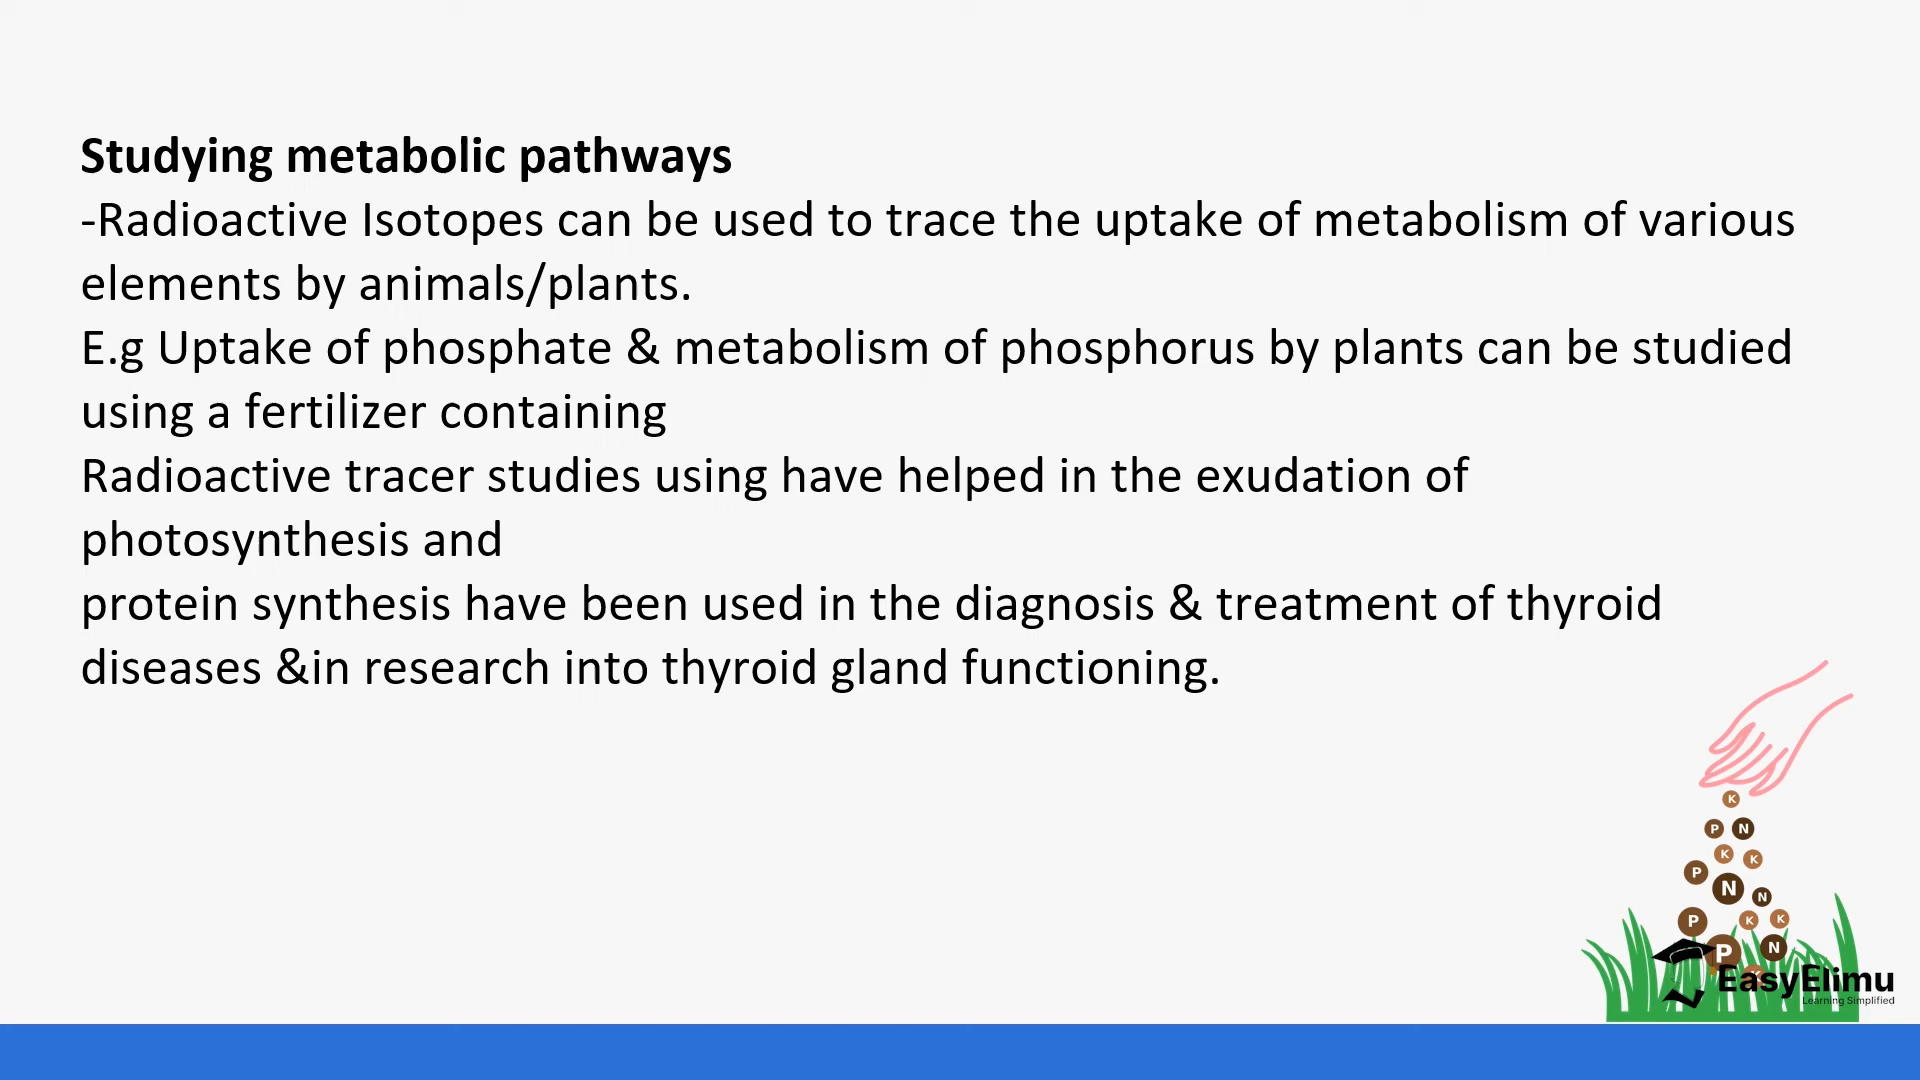 Studying metabolic pathways
-Radioactive Isotopes can be used to trace the uptake of metabolism of various
elements by animals/plants.
E.g Uptake of phosphate & metabolism of phosphorus by plants can be studied
using a fertilizer containing
Radioactive tracer studies using have helped in the exudation of
photosynthesis and
protein synthesis have been used in the diagnosis & treatment of thyroid
diseases &in research into thyroid gland functioning.
K
P N
K K
P N N
P K K
P N
K
EasyElimu
Learning Simplified